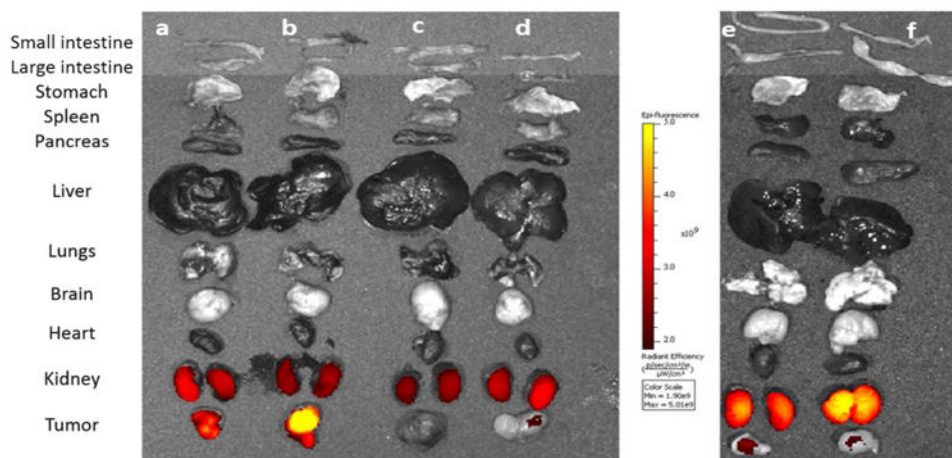 a b c d e f
Small intestine
Large intestine
Stomach
Spleen
Pancreas
Liver
Lungs
Brain
Heart
Kidney
Tumor
Epi-fluorescence
5.0
4.0
x10⁹
3.0
2.0
Radiant Efficiency
Color Scale
Min = 1.90e9
Max = 5.01e9